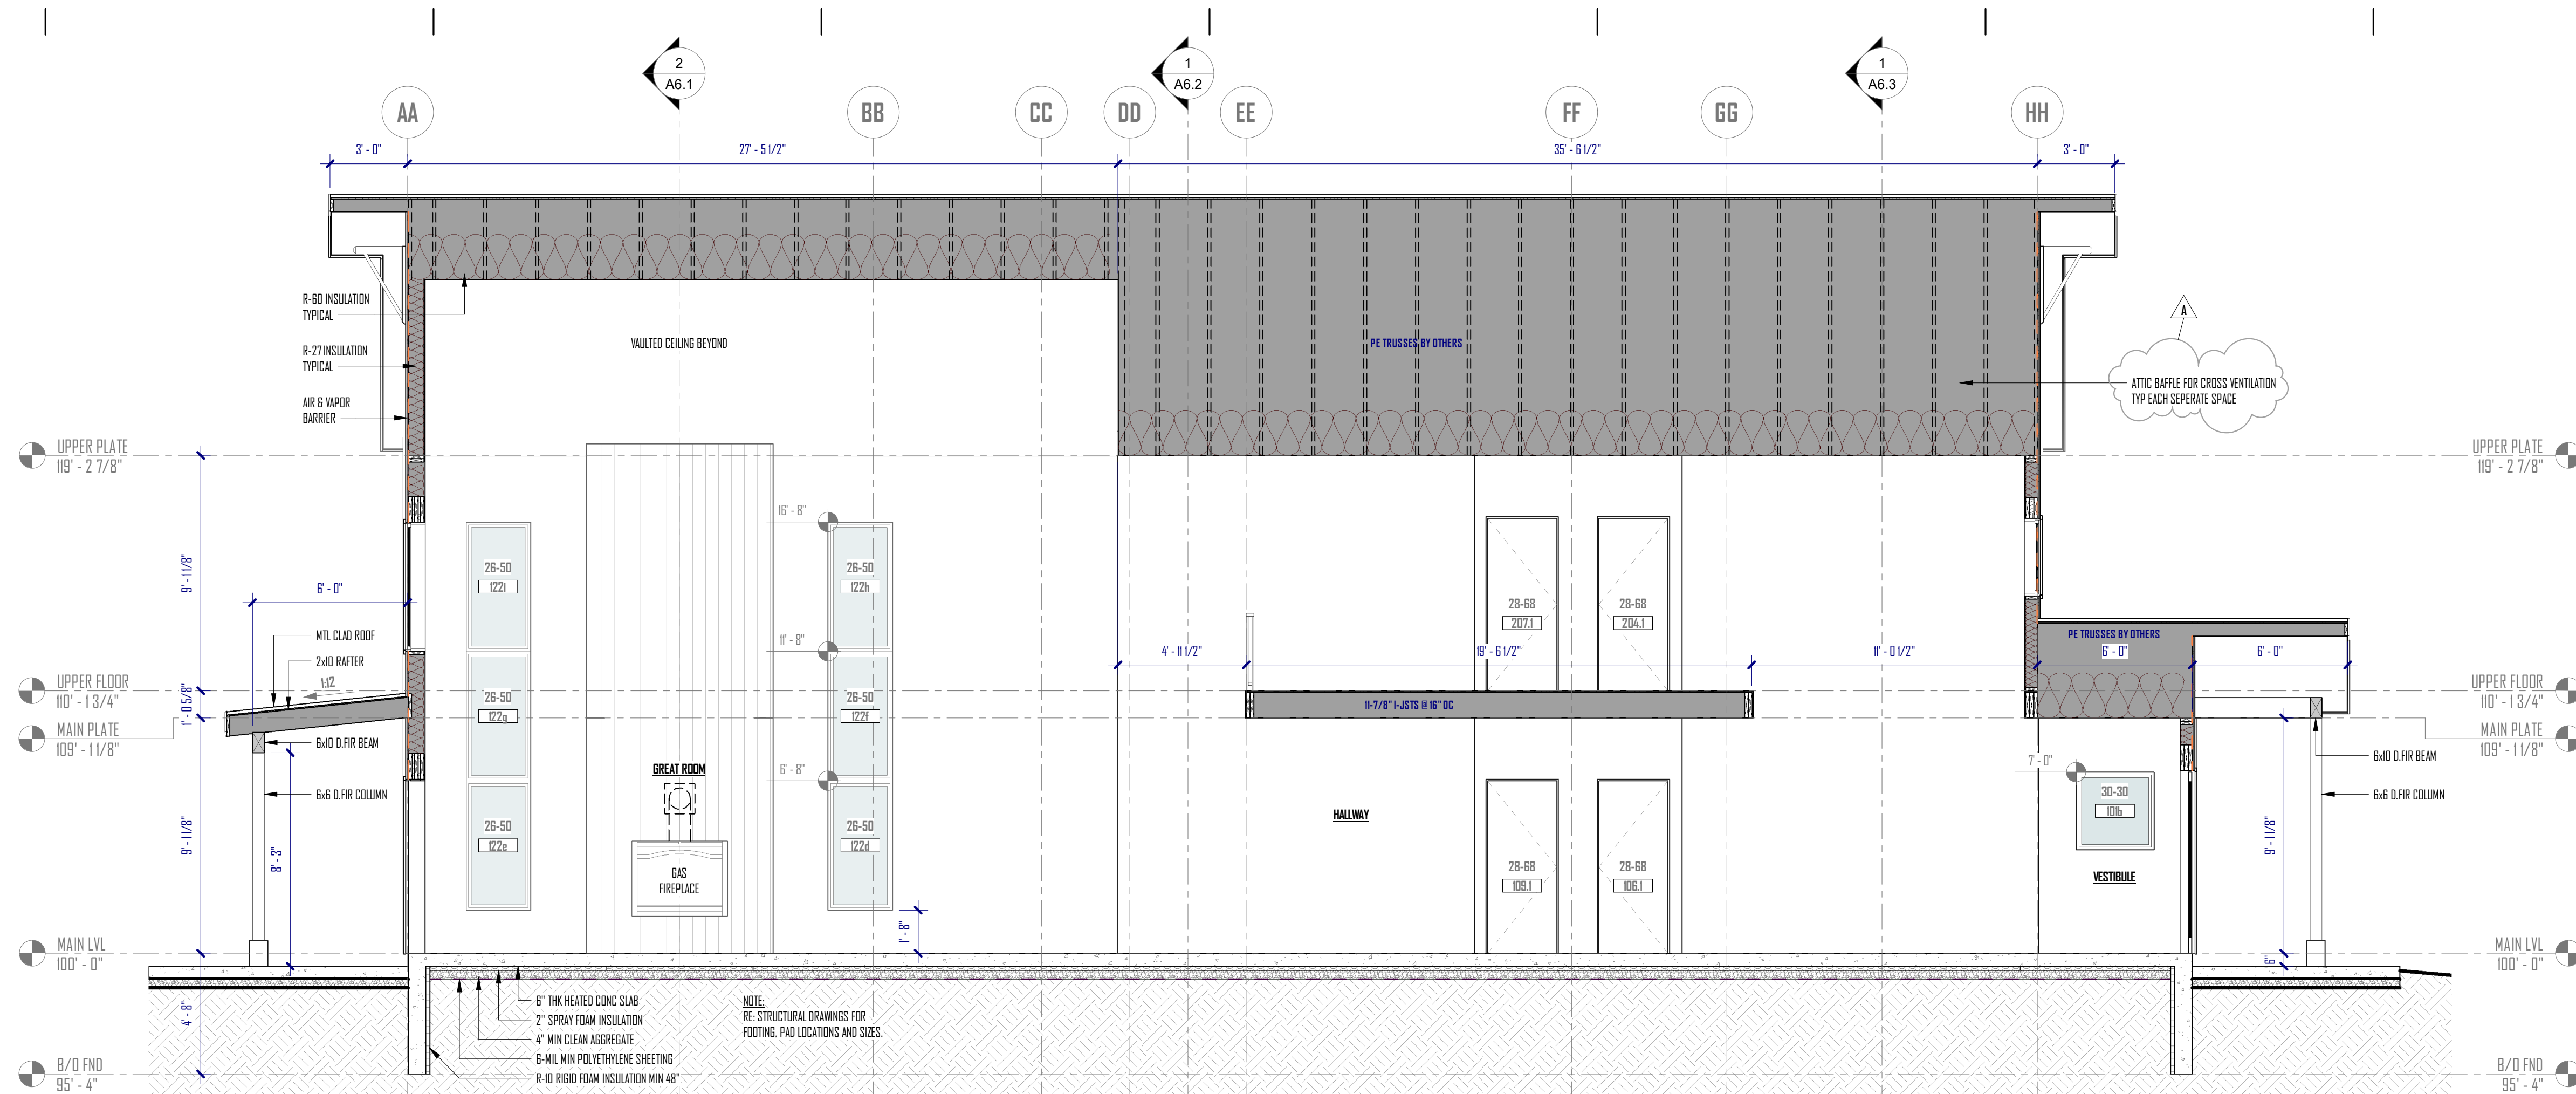 2
A6.1
1
A6.2
1
A6.3
AA
BB
CC
DD
EE
FF
GG
HH
3' - 0"
27' - 5 1/2"
35' - 6 1/2"
3' - 0"
R-60 INSULATION
TYPICAL
R-27 INSULATION
TYPICAL
AIR & VAPOR
BARRIER
VAULTED CEILING BEYOND
PE TRUSSES BY OTHERS
A
ATTIC BAFFLE FOR CROSS VENTILATION
TYP EACH SEPERATE SPACE
UPPER PLATE
119' - 2 7/8"
UPPER PLATE
119' - 2 7/8"
9' - 1 1/8"
6' - 0"
MTL CLAD ROOF
2x10 RAFTER
1:12
UPPER FLOOR
110' - 1 3/4"
1' - 0 5/8"
MAIN PLATE
109' - 1 1/8"
6x10 D.FIR BEAM
6x6 D.FIR COLUMN
9' - 1 1/8"
8' - 3"
16' - 8"
11' - 8"
6' - 8"
26-50
122i
26-50
122h
26-50
122g
26-50
122f
26-50
122e
26-50
122d
GREAT ROOM
GAS
FIREPLACE
1' - 8"
28-68
207.1
28-68
204.1
4' - 11 1/2"
19' - 6 1/2"
11' - 0 1/2"
11-7/8" I-JSTS @ 16" OC
HALLWAY
28-68
109.1
28-68
106.1
PE TRUSSES BY OTHERS
6' - 0"
6' - 0"
7' - 0"
30-30
101b
VESTIBULE
UPPER FLOOR
110' - 1 3/4"
MAIN PLATE
109' - 1 1/8"
6x10 D.FIR BEAM
6x6 D.FIR COLUMN
9' - 1 1/8"
6"
MAIN LVL
100' - 0"
MAIN LVL
100' - 0"
4' - 8"
6" THK HEATED CONC SLAB
2" SPRAY FOAM INSULATION
4" MIN CLEAN AGGREGATE
6-MIL MIN POLYETHYLENE SHEETING
R-10 RIGID FOAM INSULATION MIN 48"
NOTE:
RE: STRUCTURAL DRAWINGS FOR
FOOTING, PAD LOCATIONS AND SIZES.
B/O FND
95' - 4"
B/O FND
95' - 4"